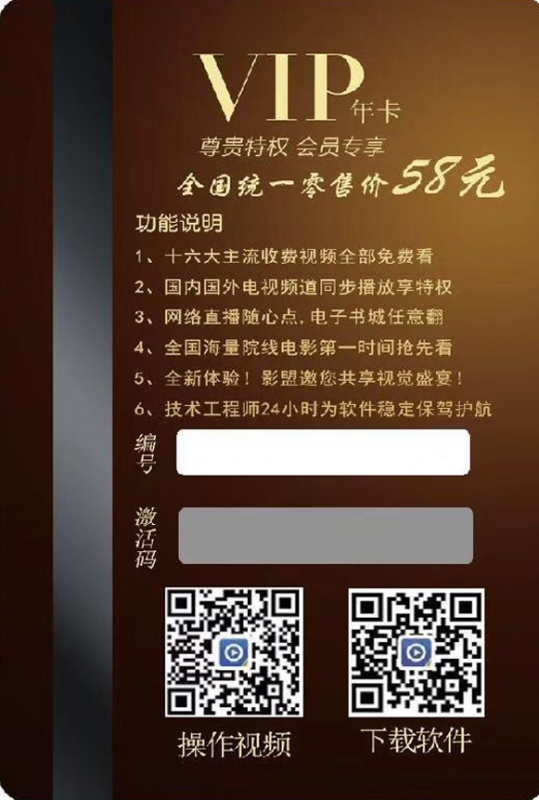 VIP年卡
尊贵特权 会员专享
全国统一零售价58元
功能说明
1、十六大主流收费视频全部免费看
2、国内国外电视频道同步播放享特权
3、网络直播随心点,电子书城任意翻
4、全国海量院线电影第一时间抢先看
5、全新体验！影盟邀您共享视觉盛宴！
6、技术工程师24小时为软件稳定保驾护航
编号
激活码
操作视频 下载软件